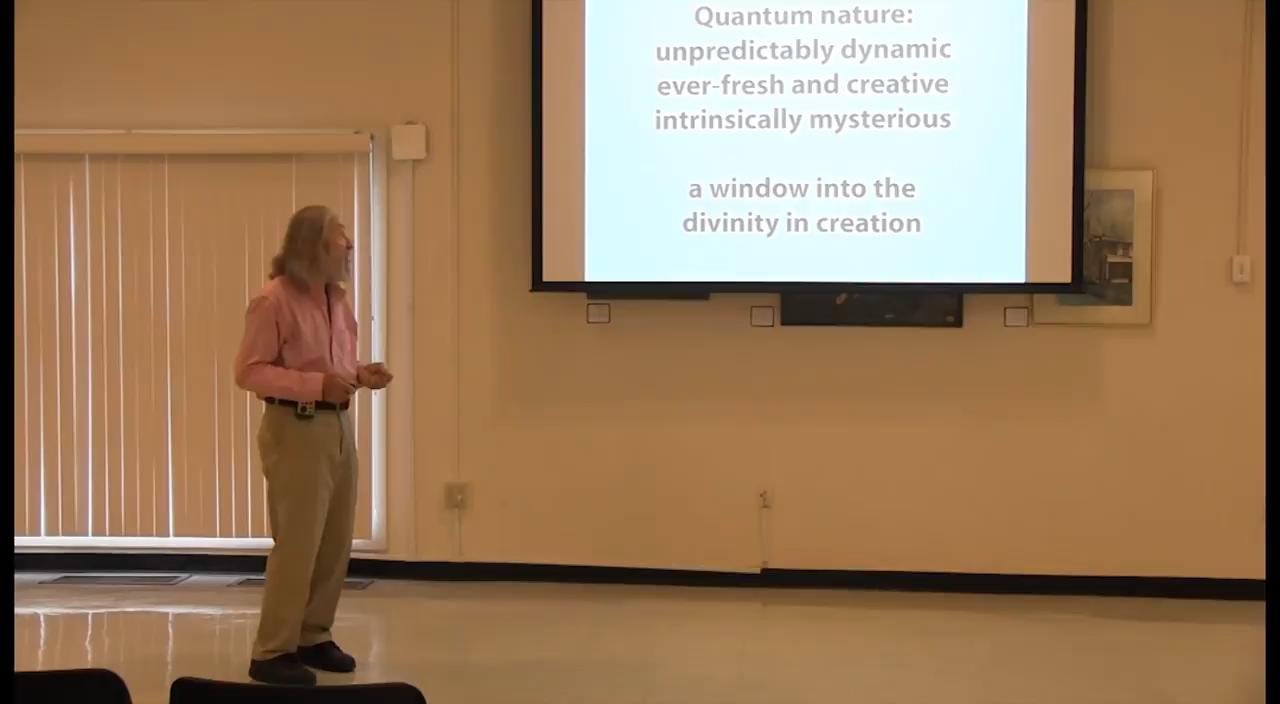 Quantum nature:
unpredictably dynamic
ever-fresh and creative
intrinsically mysterious
a window into the
divinity in creation